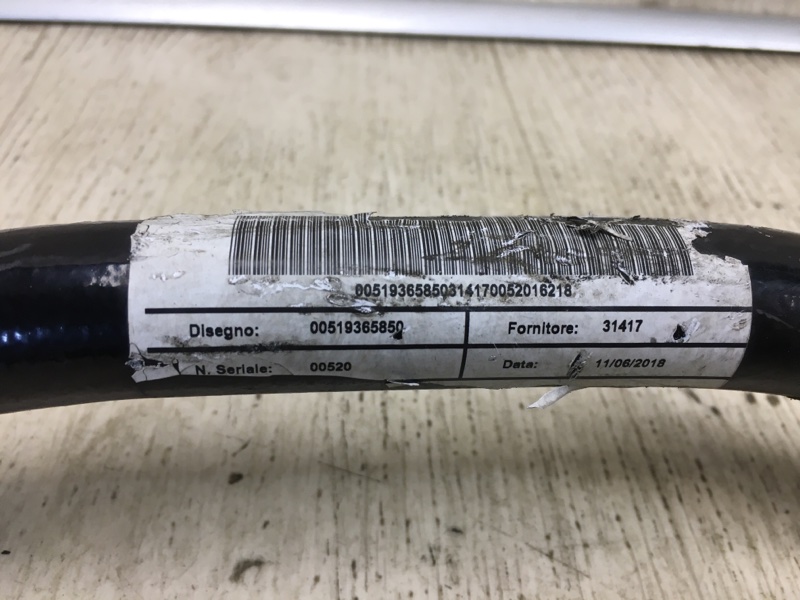 00519365850314170052016218
Disegno: 00519365850 Fornitore: 31417
N. Seriale: 00520 Data: 11/06/2018